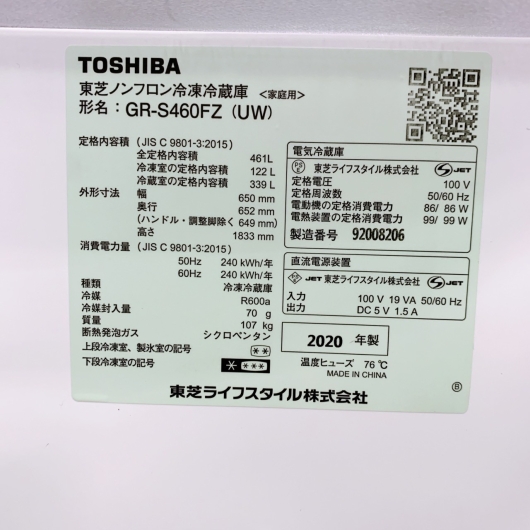 TOSHIBA
東芝ノンフロン冷凍冷蔵庫 <家庭用>
形名: GR-S460FZ (UW)
定格内容積 (JIS C 9801-3:2015)
全定格内容積 461L
冷凍室の定格内容積 122 L
冷蔵室の定格内容積 339 L
外形寸法 幅 650 mm
奥行 652 mm
(ハンドル・調整脚除く 649 mm)
高さ 1833 mm
消費電力量 (JIS C 9801-3:2015)
50Hz 240 kWh/年
60Hz 240 kWh/年
種類 冷凍冷蔵庫
冷媒 R600a
冷媒封入量 70 g
質量 107 kg
断熱発泡ガス シクロペンタン
上段冷凍室、製氷室の記号 **
下段冷凍室の記号 * ***
電気冷蔵庫
PS E 東芝ライフスタイル株式会社 S JET
定格電圧 100 V
定格周波数 50/60 Hz
電動機の定格消費電力 86/ 86 W
電熱装置の定格消費電力 99/ 99 W
製造番号 92008206
直流電源装置
JET 東芝ライフスタイル株式会社 S JET
入力 100 V 19 VA 50/60 Hz
出力 DC 5 V 1.5 A
2020 年製
温度ヒューズ 76 ℃
MADE IN CHINA
Ⓑ
東芝ライフスタイル株式会社